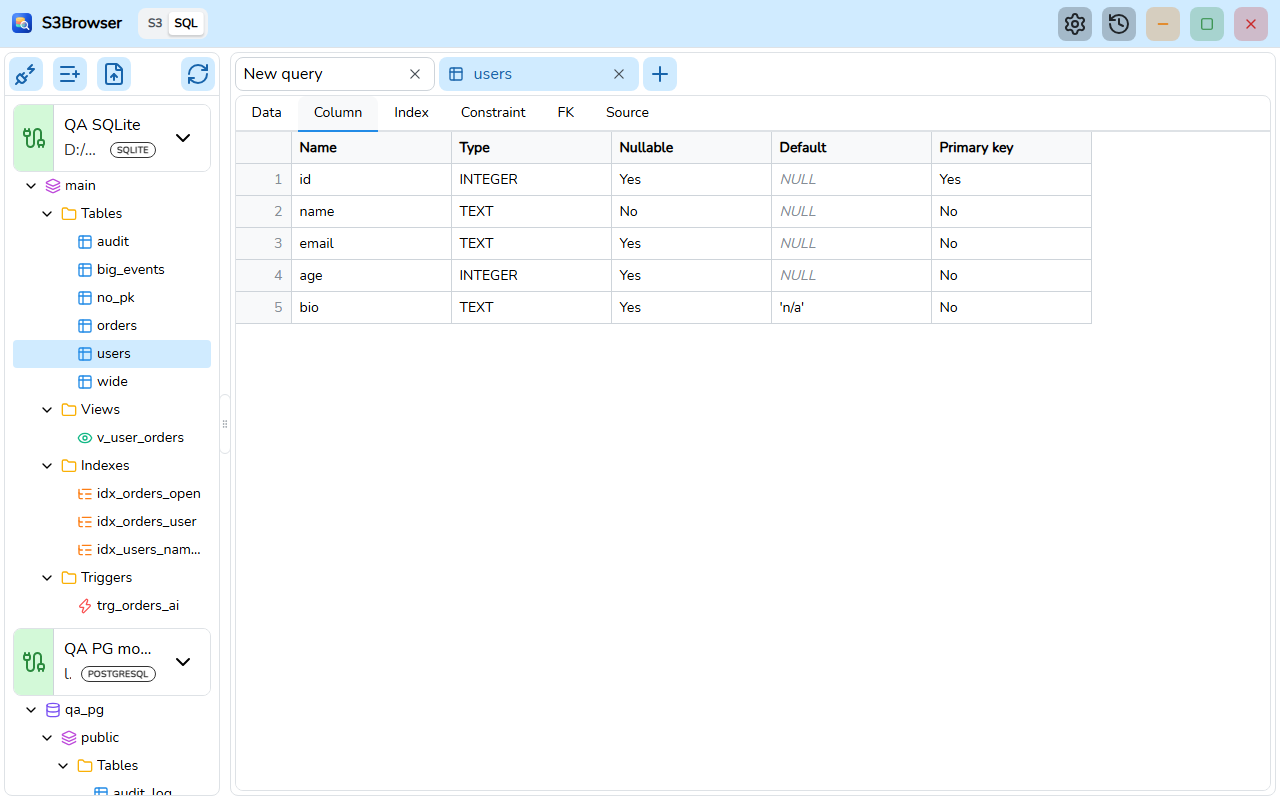 S3Browser S3 SQL
New query users
Data Column Index Constraint FK Source
QA SQLite
D:/... SQLITE
main
Tables
audit
big_events
no_pk
orders
users
wide
Views
v_user_orders
Indexes
idx_orders_open
idx_orders_user
idx_users_nam...
Triggers
trg_orders_ai
QA PG mo...
l. POSTGRESQL
qa_pg
public
Tables
audit_log
Name Type Nullable Default Primary key
1 id INTEGER Yes NULL Yes
2 name TEXT No NULL No
3 email TEXT Yes NULL No
4 age INTEGER Yes NULL No
5 bio TEXT Yes 'n/a' No